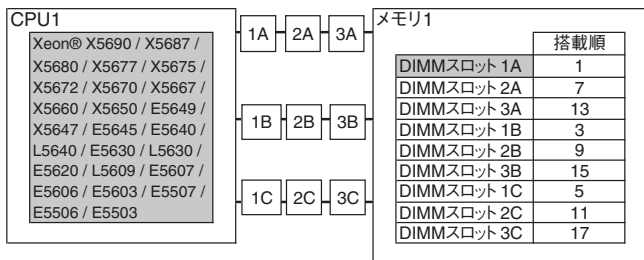 CPU1
Xeon® X5690 / X5687 /
X5680 / X5677 / X5675 /
X5672 / X5670 / X5667 /
X5660 / X5650 / E5649 /
X5647 / E5645 / E5640 /
L5640 / E5630 / L5630 /
E5620 / L5609 / E5607 /
E5606 / E5603 / E5507 /
E5506 / E5503
1A 2A 3A
1B 2B 3B
1C 2C 3C
メモリ1
搭載順
DIMMスロット 1A 1
DIMMスロット 2A 7
DIMMスロット 3A 13
DIMMスロット 1B 3
DIMMスロット 2B 9
DIMMスロット 3B 15
DIMMスロット 1C 5
DIMMスロット 2C 11
DIMMスロット 3C 17